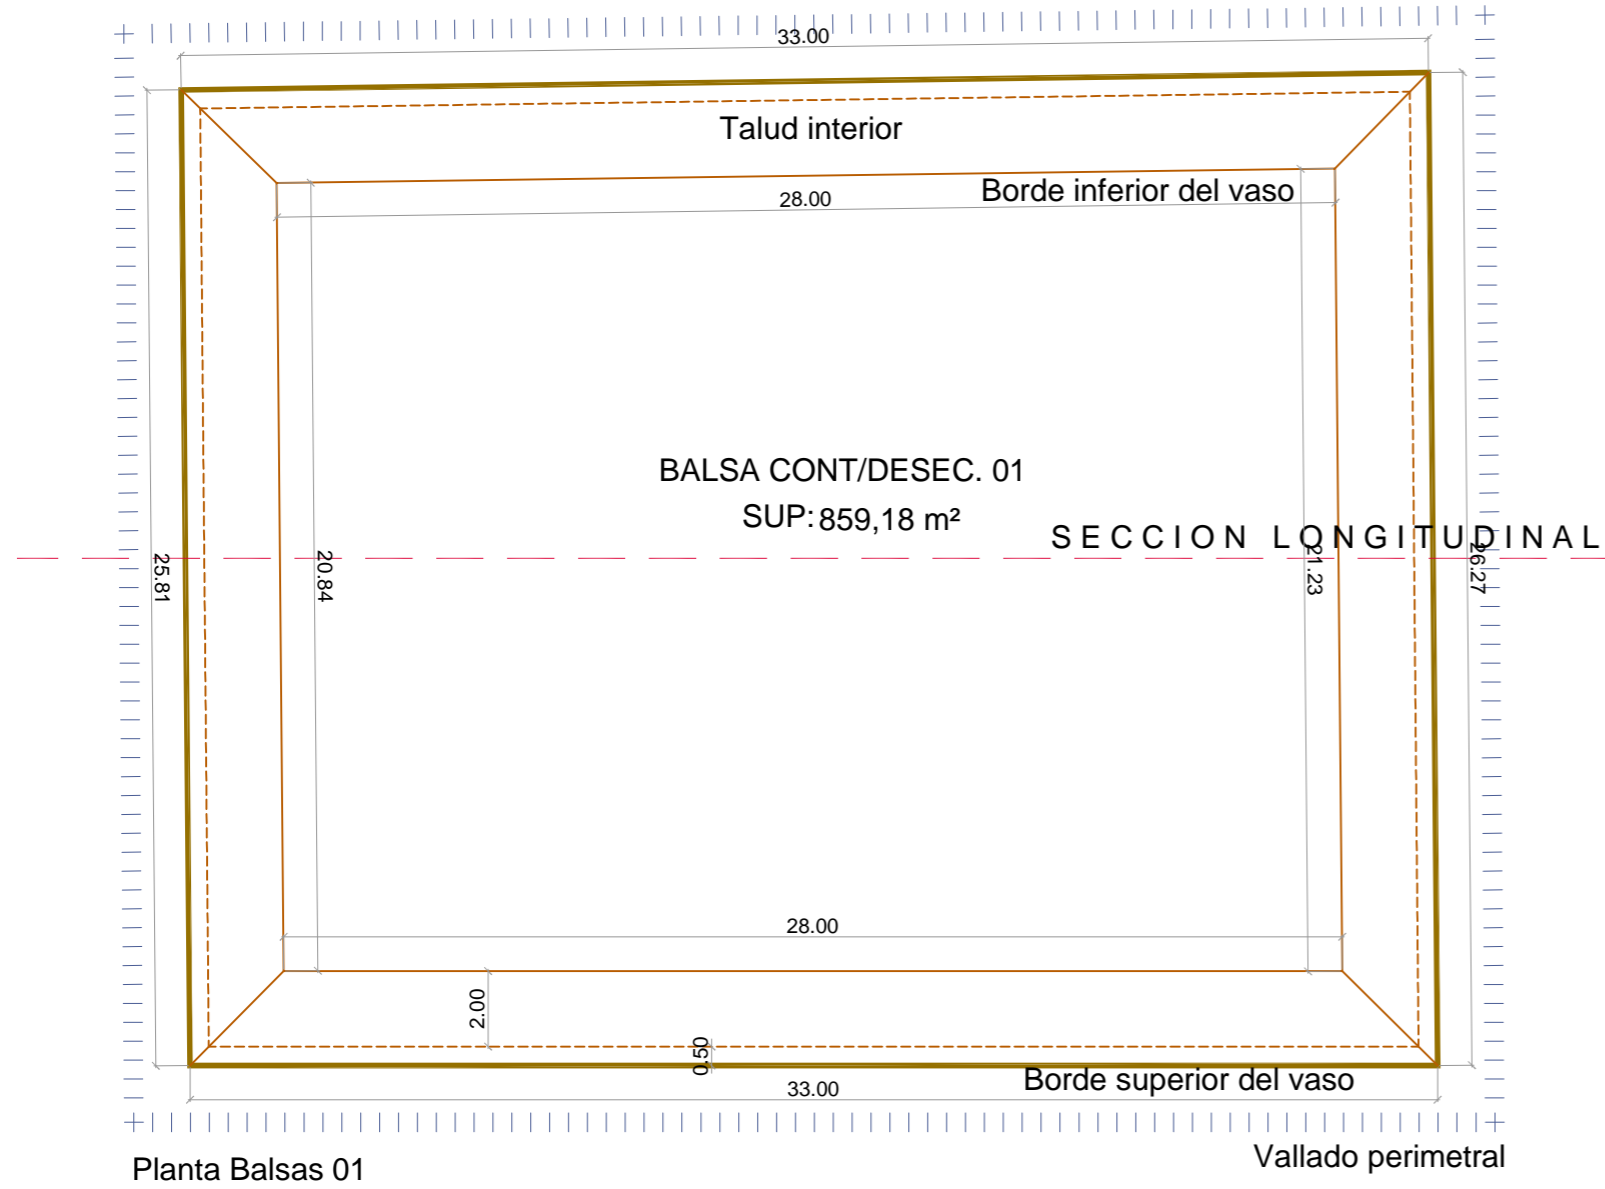 33.00
Talud interior
Borde inferior del vaso
28.00
BALSA CONT/DESEC. 01
SUP: 859,18 m²
SECCION LONGITUDINAL
25.81
20.84
21.23
26.27
28.00
2.00
0.50
Borde superior del vaso
33.00
Vallado perimetral
Planta Balsas 01